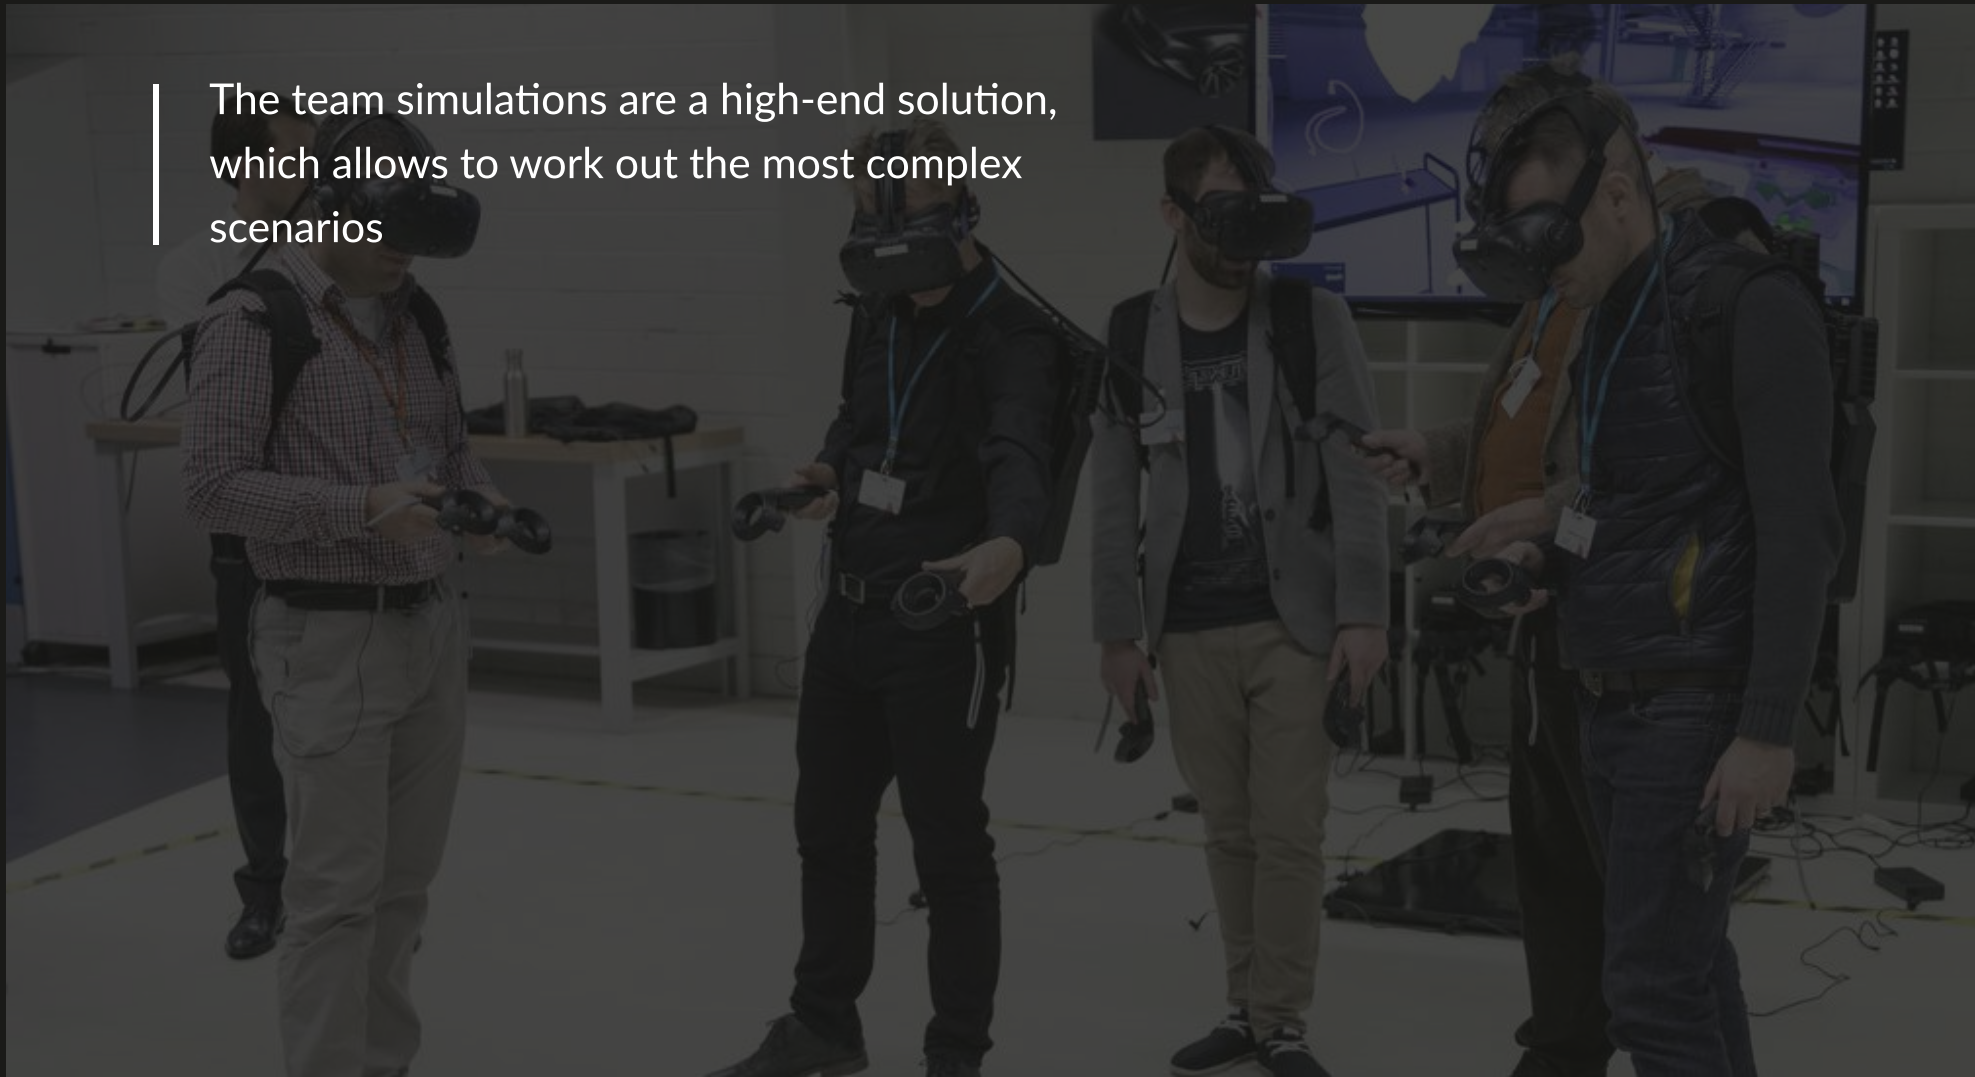 The team simulations are a high-end solution,
which allows to work out the most complex
scenarios